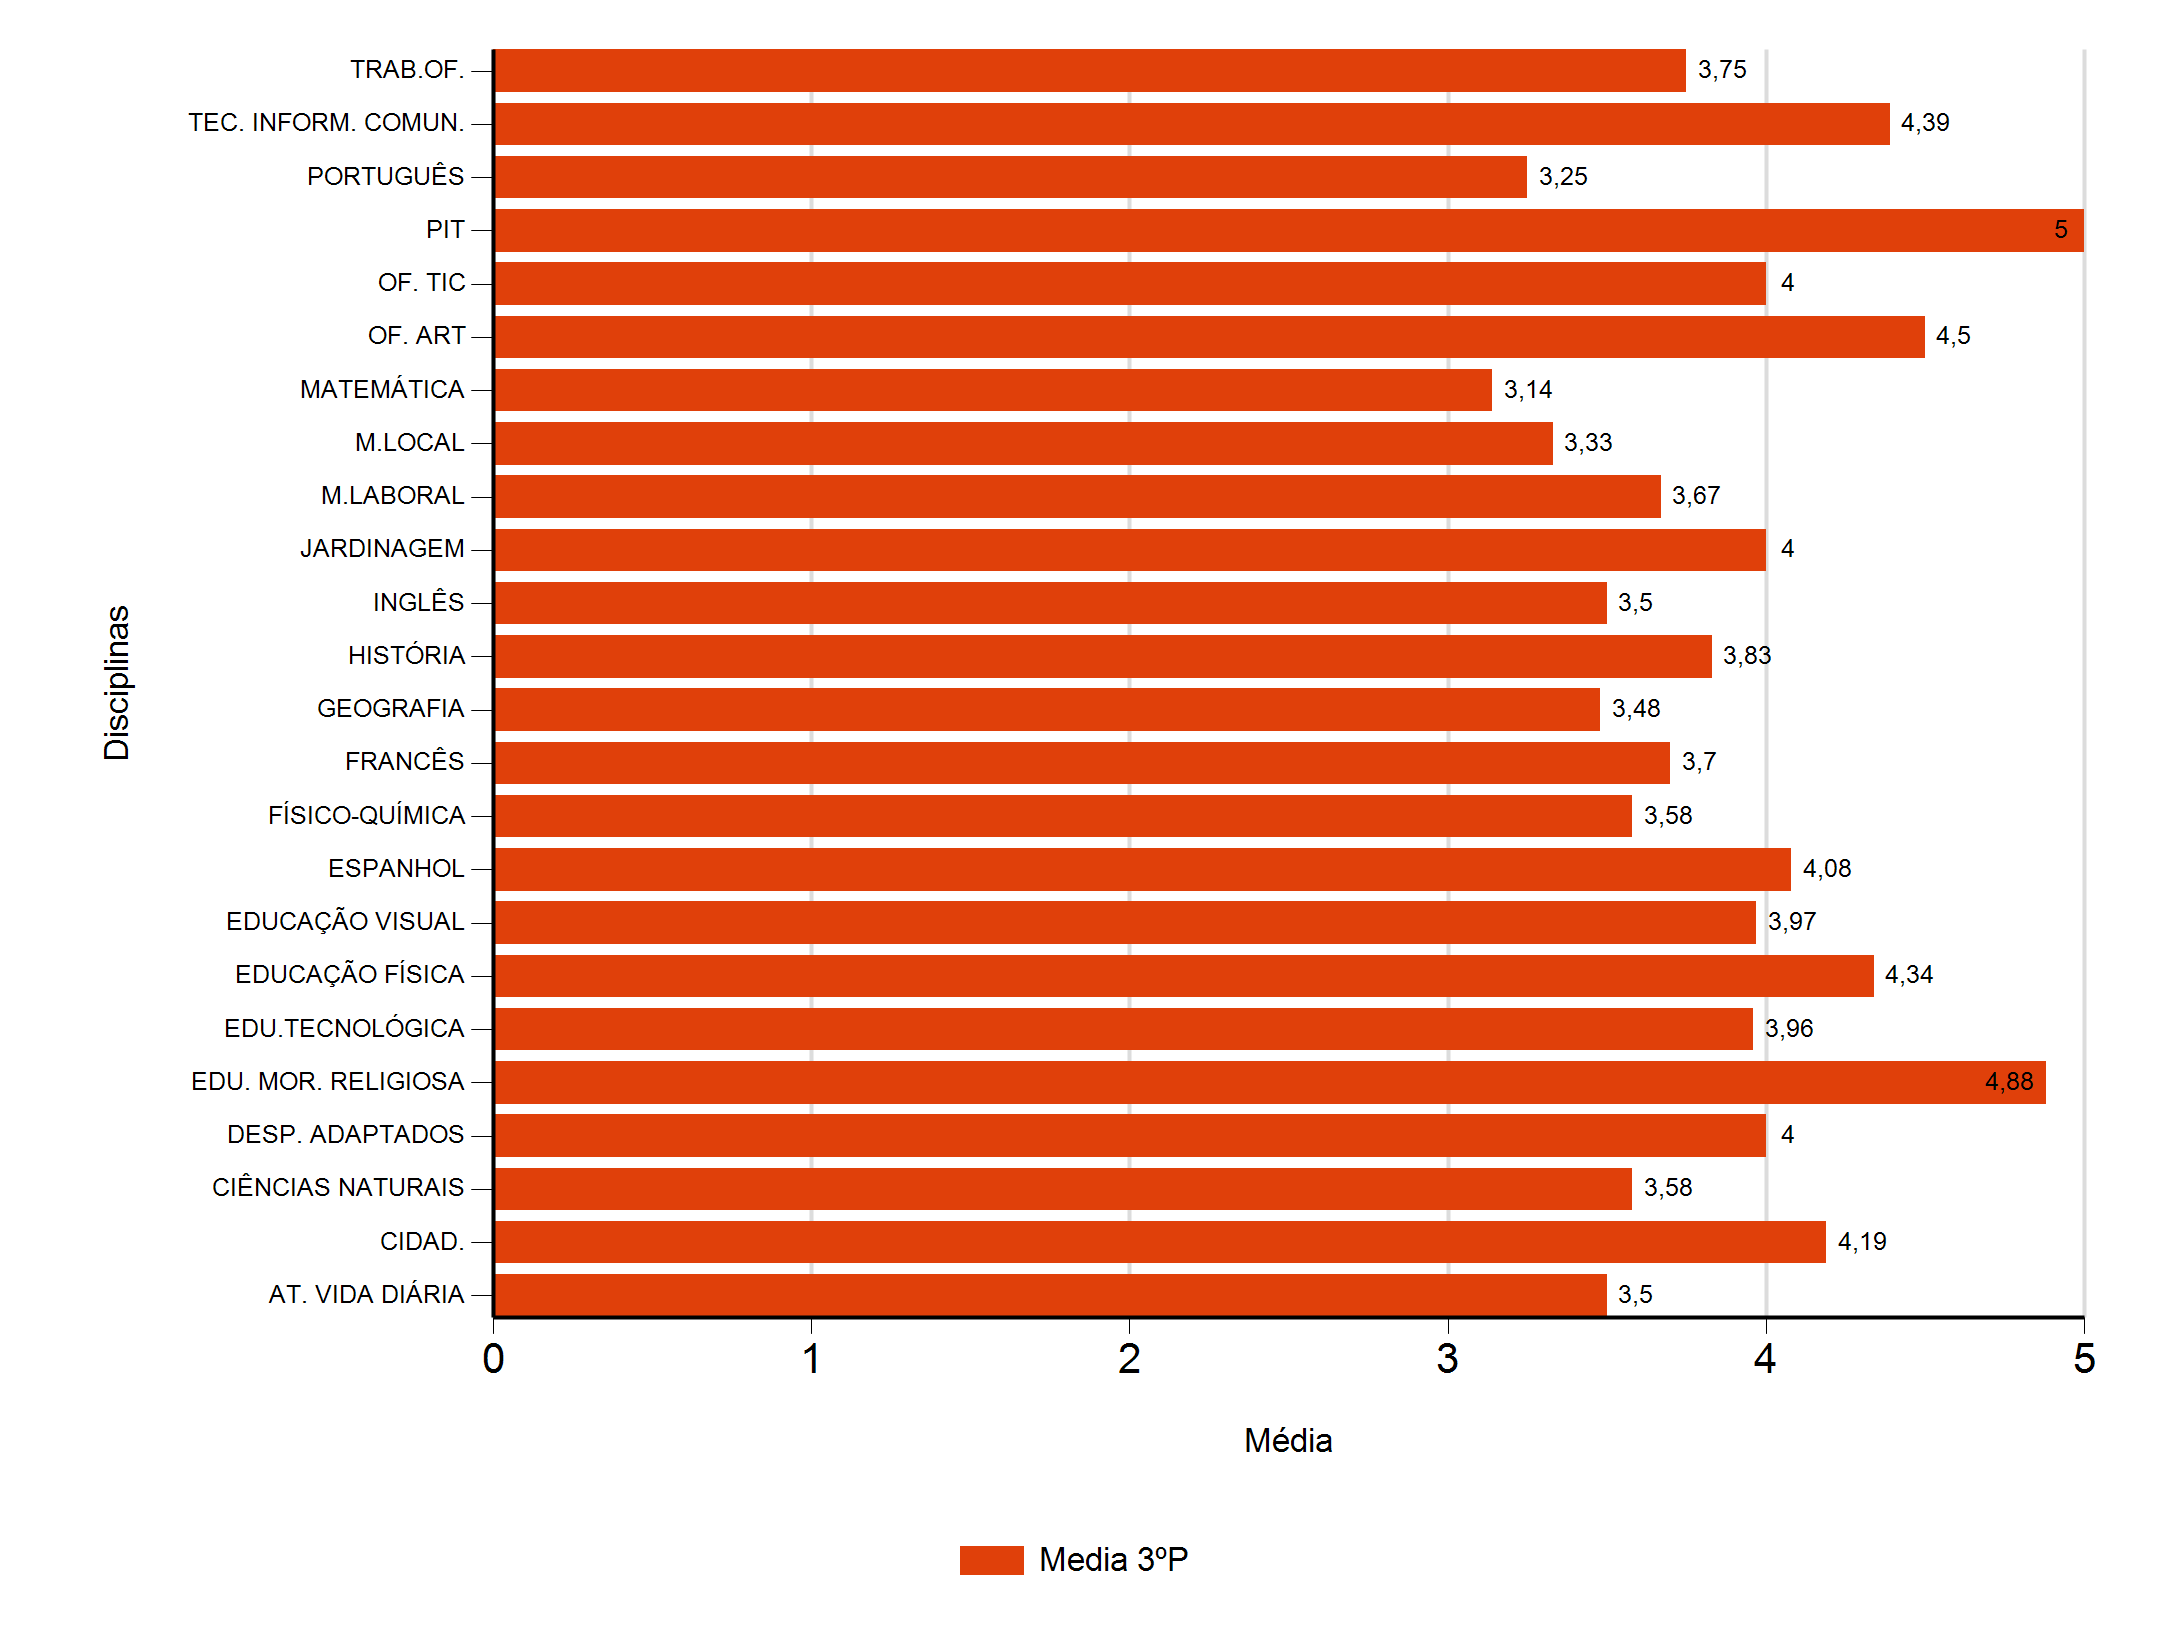 TRAB.OF. 3,75
TEC. INFORM. COMUN. 4,39
PORTUGUÊS 3,25
PIT 5
OF. TIC 4
OF. ART 4,5
MATEMÁTICA 3,14
M.LOCAL 3,33
M.LABORAL 3,67
JARDINAGEM 4
INGLÊS 3,5
HISTÓRIA 3,83
GEOGRAFIA 3,48
FRANCÊS 3,7
FÍSICO-QUÍMICA 3,58
ESPANHOL 4,08
EDUCAÇÃO VISUAL 3,97
EDUCAÇÃO FÍSICA 4,34
EDU.TECNOLÓGICA 3,96
EDU. MOR. RELIGIOSA 4,88
DESP. ADAPTADOS 4
CIÊNCIAS NATURAIS 3,58
CIDAD. 4,19
AT. VIDA DIÁRIA 3,5
Disciplinas
0 1 2 3 4 5
Média
Media 3ºP